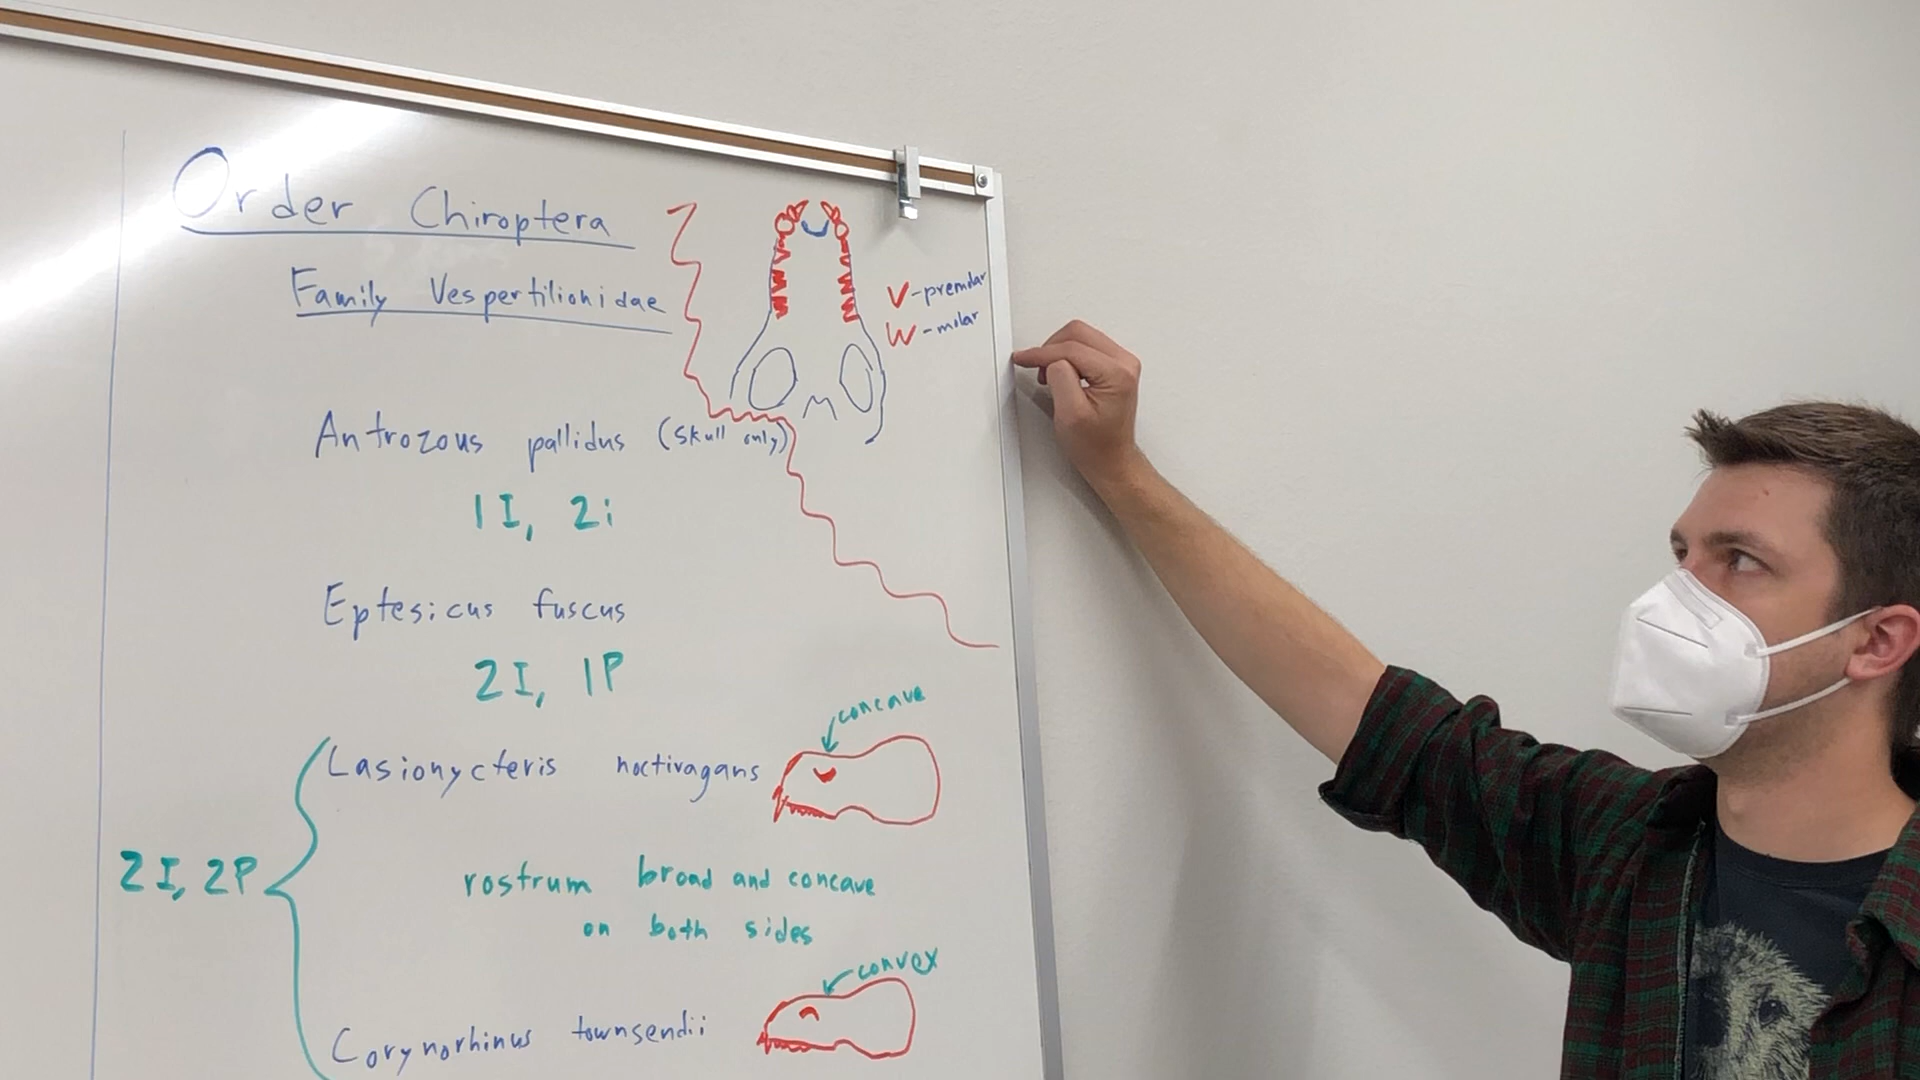 Order Chiroptera
Family Vespertilionidae
V-premolar
W-molar
Antrozous pallidus (skull only)
1I, 2i
Eptesicus fuscus
2I, 1P
concave
Lasionycteris noctivagans
2I, 2P
rostrum broad and concave
on both sides
convex
Corynorhinus townsendii